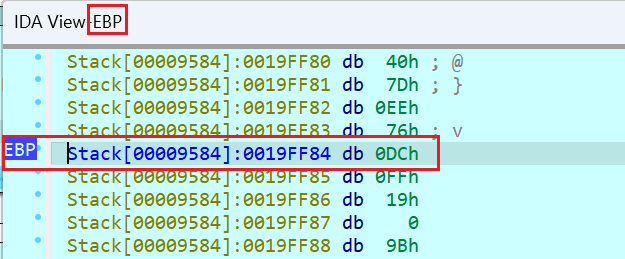 IDA View-EBP
Stack[00009584]:0019FF80 db 40h ; @
Stack[00009584]:0019FF81 db 7Dh ; }
Stack[00009584]:0019FF82 db 0EEh
Stack[00009584]:0019FF83 db 76h ; v
EBP Stack[00009584]:0019FF84 db 0DCh
Stack[00009584]:0019FF85 db 0FFh
Stack[00009584]:0019FF86 db 19h
Stack[00009584]:0019FF87 db 0
Stack[00009584]:0019FF88 db 9Bh